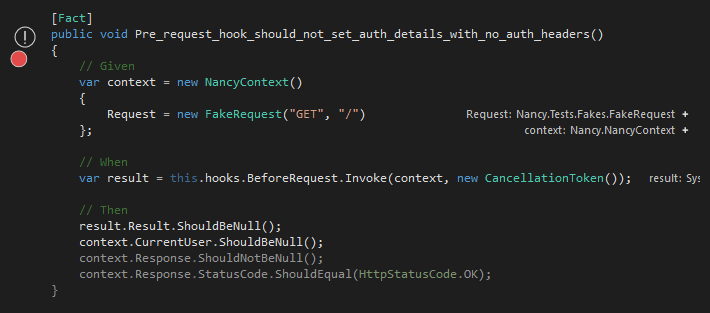 [Fact]
public void Pre_request_hook_should_not_set_auth_details_with_no_auth_headers()
{
// Given
var context = new NancyContext()
{
Request = new FakeRequest("GET", "/") Request: Nancy.Tests.Fakes.FakeRequest +
}; context: Nancy.NancyContext +
// When
var result = this.hooks.BeforeRequest.Invoke(context, new CancellationToken()); result: Sys
// Then
result.Result.ShouldBeNull();
context.CurrentUser.ShouldBeNull();
context.Response.ShouldNotBeNull();
context.Response.StatusCode.ShouldEqual(HttpStatusCode.OK);
}